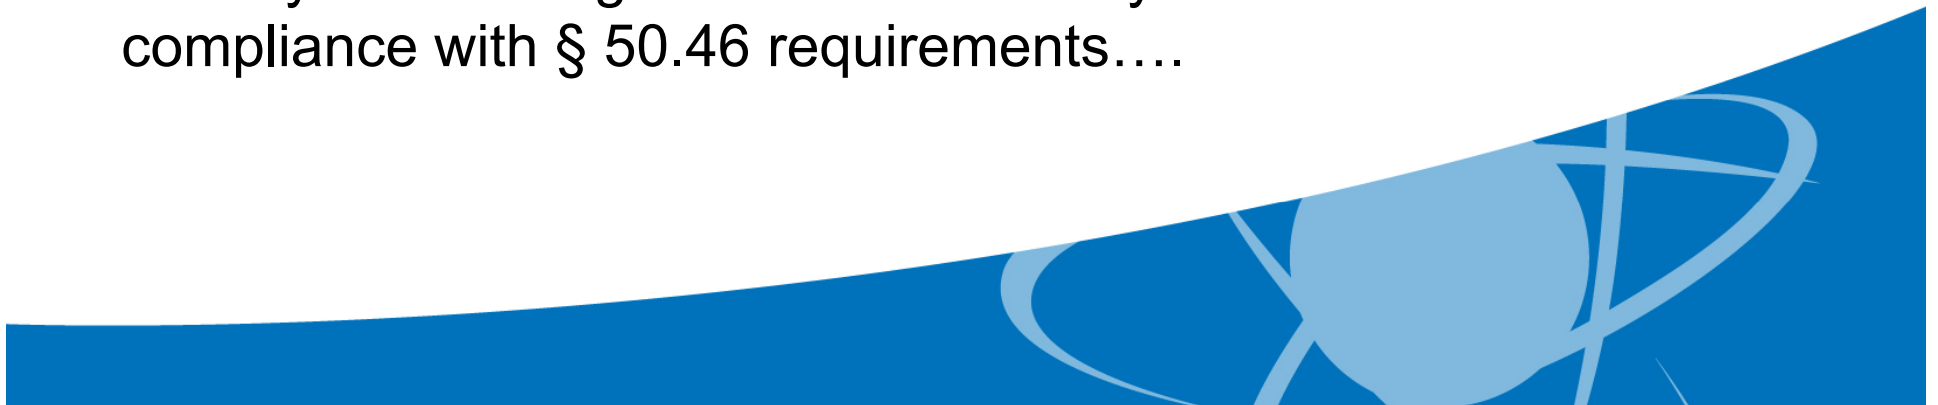 compliance with § 50.46 requirements….